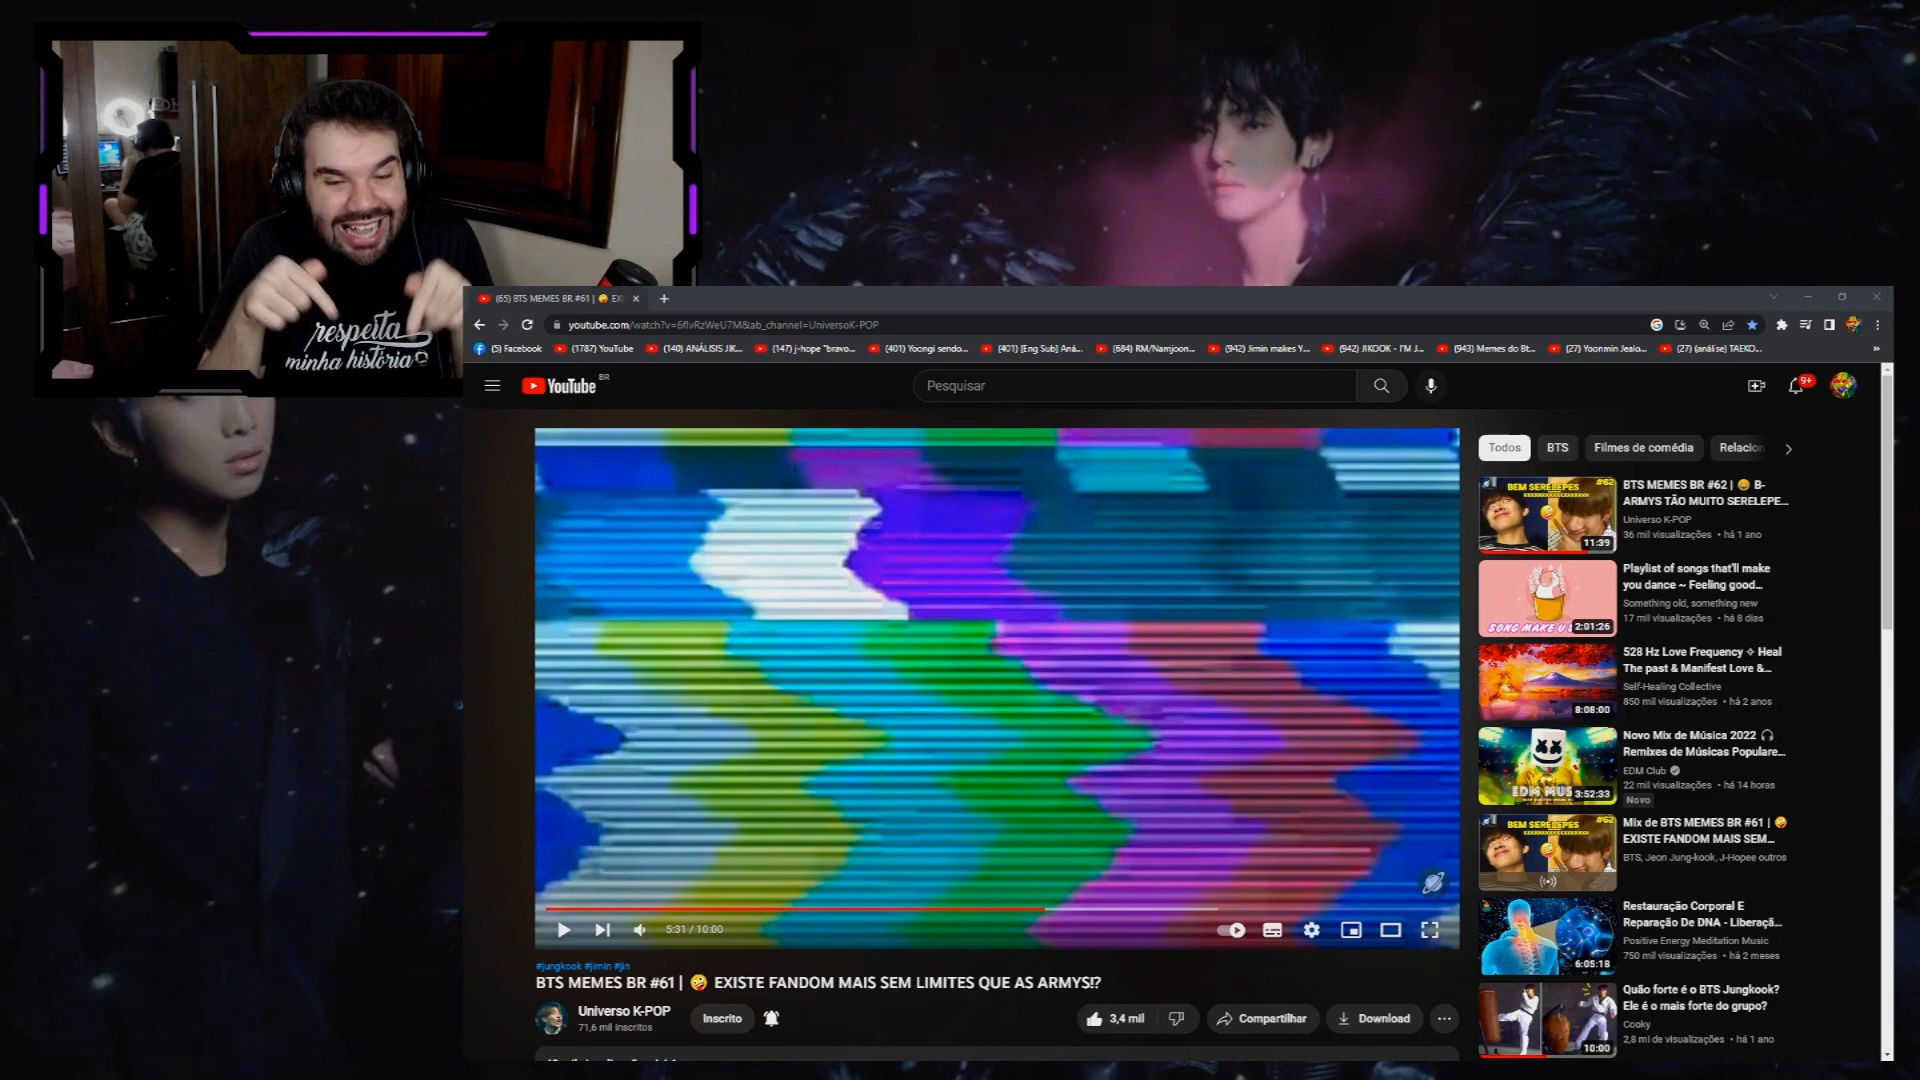 respeita
minha história
(65) BTS MEMES BR #61 | 🤪 EX
youtube.com/watch?v=6flvRzWeU7M&ab_channel=UniversoK-POP
(5) Facebook
(1787) YouTube
(140) ANÁLISIS JIK...
(147) j-hope "bravo...
(401) Yoongi sendo...
(401) [Eng Sub] Aná...
(684) RM/Namjoon...
(942) Jimin makes Y...
(942) JIKOOK - I'M J...
(943) Memes do Bt...
(27) Yoonmin Jealo...
(27) (análise) TAEKO...
YouTube BR
Pesquisar
9+
Todos
BTS
Filmes de comédia
Relacion
BEM SERELEPES
#62
11:39
BTS MEMES BR #62 | 😂 B-
ARMYS TÃO MUITO SERELEPE...
Universo K-POP
36 mil visualizações • há 1 ano
SONG MAKE U
2:01:26
Playlist of songs that'll make
you dance ~ Feeling good...
Something old, something new
17 mil visualizações • há 8 dias
8:08:00
528 Hz Love Frequency ✧ Heal
The past & Manifest Love &...
Self-Healing Collective
850 mil visualizações • há 2 anos
EDM MUS
3:52:33
Novo Mix de Música 2022 🎧
Remixes de Músicas Populare...
EDM Club
22 mil visualizações • há 14 horas
Novo
BEM SERELEPES
#62
Mix de BTS MEMES BR #61 | 🤪
EXISTE FANDOM MAIS SEM...
BTS, Jeon Jung-kook, J-Hopee outros
6:05:18
Restauração Corporal E
Reparação De DNA - Liberaçã...
Positive Energy Meditation Music
750 mil visualizações • há 2 meses
10:00
Quão forte é o BTS Jungkook?
Ele é o mais forte do grupo?
Cooky
2,8 mi de visualizações • há 1 ano
5:31 / 10:00
#jungkook #jimin #jin
BTS MEMES BR #61 | 🤪 EXISTE FANDOM MAIS SEM LIMITES QUE AS ARMYS!?
Universo K-POP
71,6 mil inscritos
Inscrito
3,4 mil
Compartilhar
Download